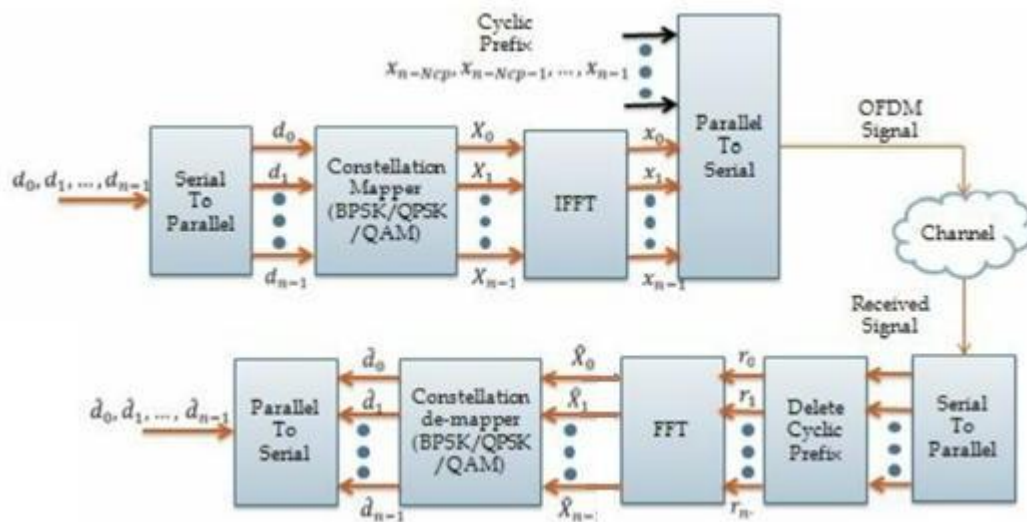 Cyclic
Prefix
x_{n-Ncp}, x_{n-Ncp-1}, ..., x_{n-1}
d_0, d_1, ..., d_{n-1}
Serial
To
Parallel
d_0
d_1
d_{n-1}
Constellation
Mapper
(BPSK/QPSK
/QAM)
X_0
X_1
X_{n-1}
IFFT
x_0
x_1
x_{n-1}
Parallel
To
Serial
OFDM
Signal
Channel
Received
Signal
Serial
To
Parallel
Delete
Cyclic
Prefix
r_0
r_1
r_{n-}
FFT
X̂_0
X̂_1
X̂_{n-1}
Constellation
de-mapper
(BPSK/QPSK
/QAM)
d̂_0
d̂_1
d̂_{n-1}
Parallel
To
Serial
d̂_0, d̂_1, ..., d̂_{n-1}